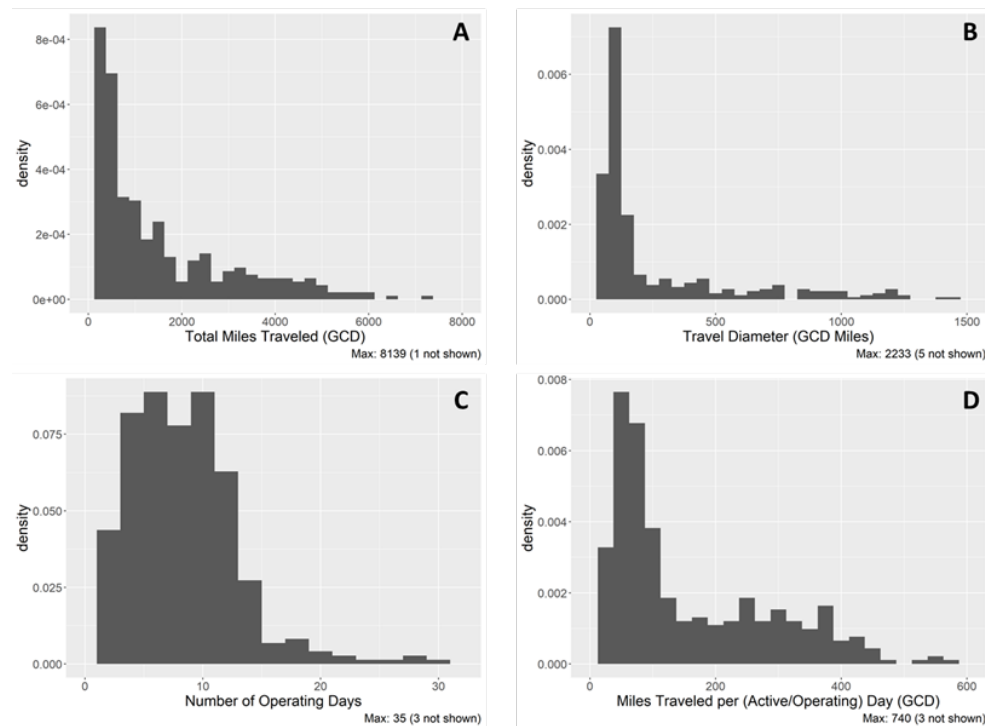 A
8e-04
6e-04
4e-04
2e-04
0e+00
density
0 2000 4000 6000 8000
Total Miles Traveled (GCD)
Max: 8139 (1 not shown)
B
0.006
0.004
0.002
0.000
density
0 500 1000 1500
Travel Diameter (GCD Miles)
Max: 2233 (5 not shown)
C
0.075
0.050
0.025
0.000
density
0 10 20 30
Number of Operating Days
Max: 35 (3 not shown)
D
0.008
0.006
0.004
0.002
0.000
density
0 200 400 600
Miles Traveled per (Active/Operating) Day (GCD)
Max: 740 (3 not shown)